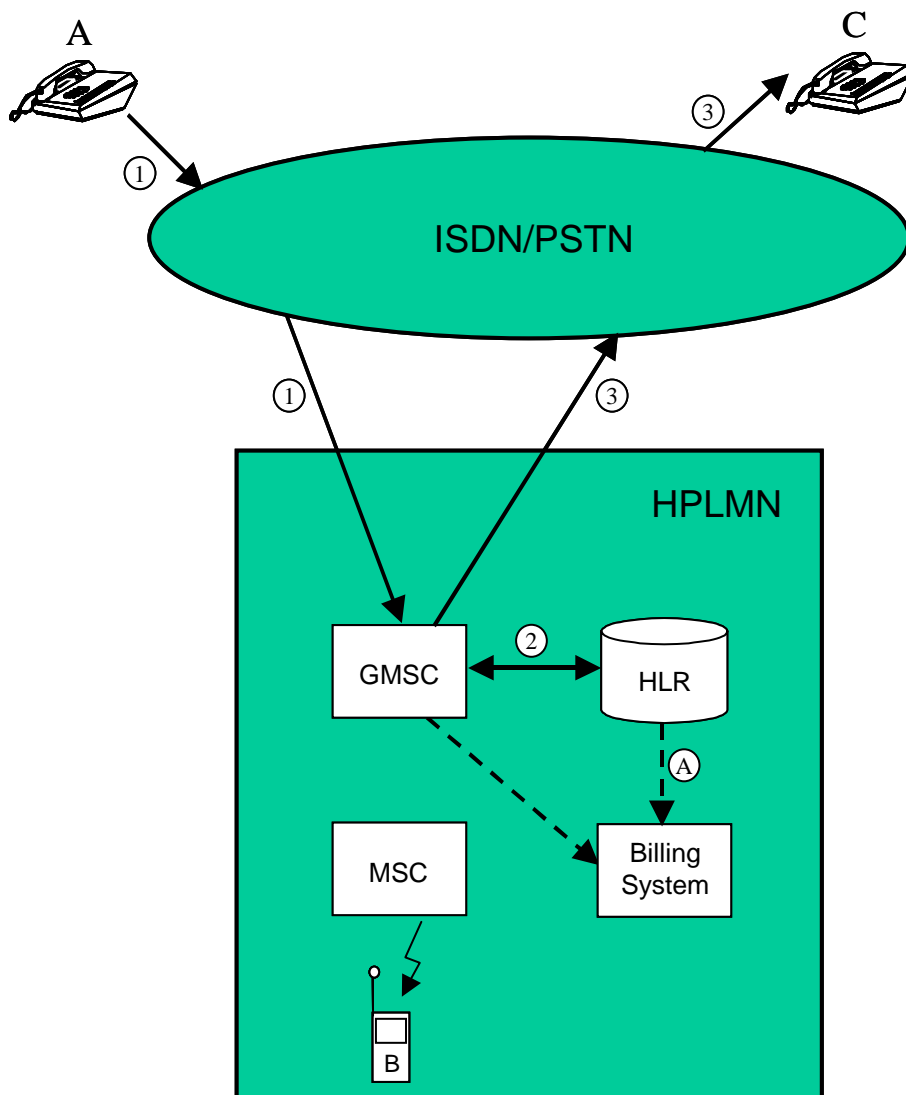 A
C
3
1
ISDN/PSTN
1
3
HPLMN
2
GMSC
HLR
A
MSC
Billing
System
B